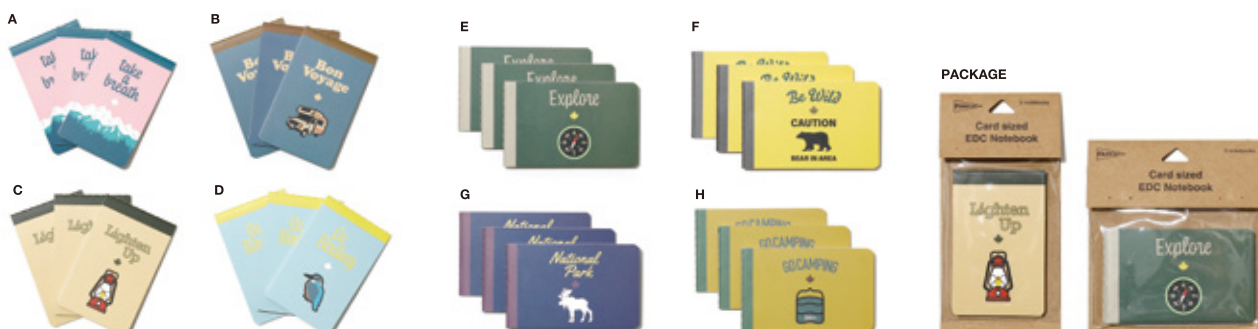 A
take
a
breath
B
Bon
Voyage
C
Lighten
Up
D
E
Explore
F
Be Wild
CAUTION
BEAR IN AREA
G
National
Park
H
GO CAMPING
PACKAGE
Card sized
EDC Notebook
Lighten
Up
Card sized
EDC Notebook
Explore